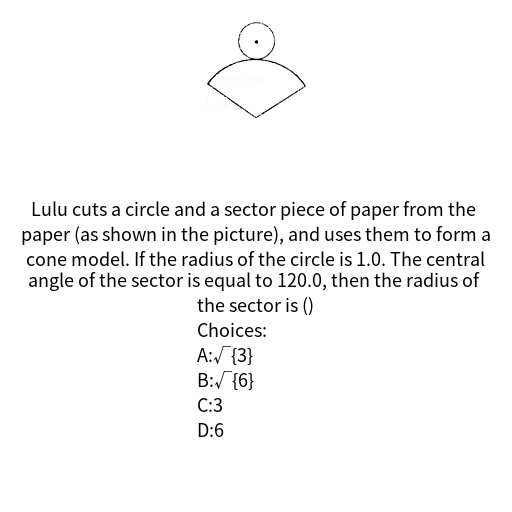 Lulu cuts a circle and a sector piece of paper from the
paper (as shown in the picture), and uses them to form a
cone model. If the radius of the circle is 1.0. The central
angle of the sector is equal to 120.0, then the radius of
the sector is ()
Choices:
A:√{3}
B:√{6}
C:3
D:6